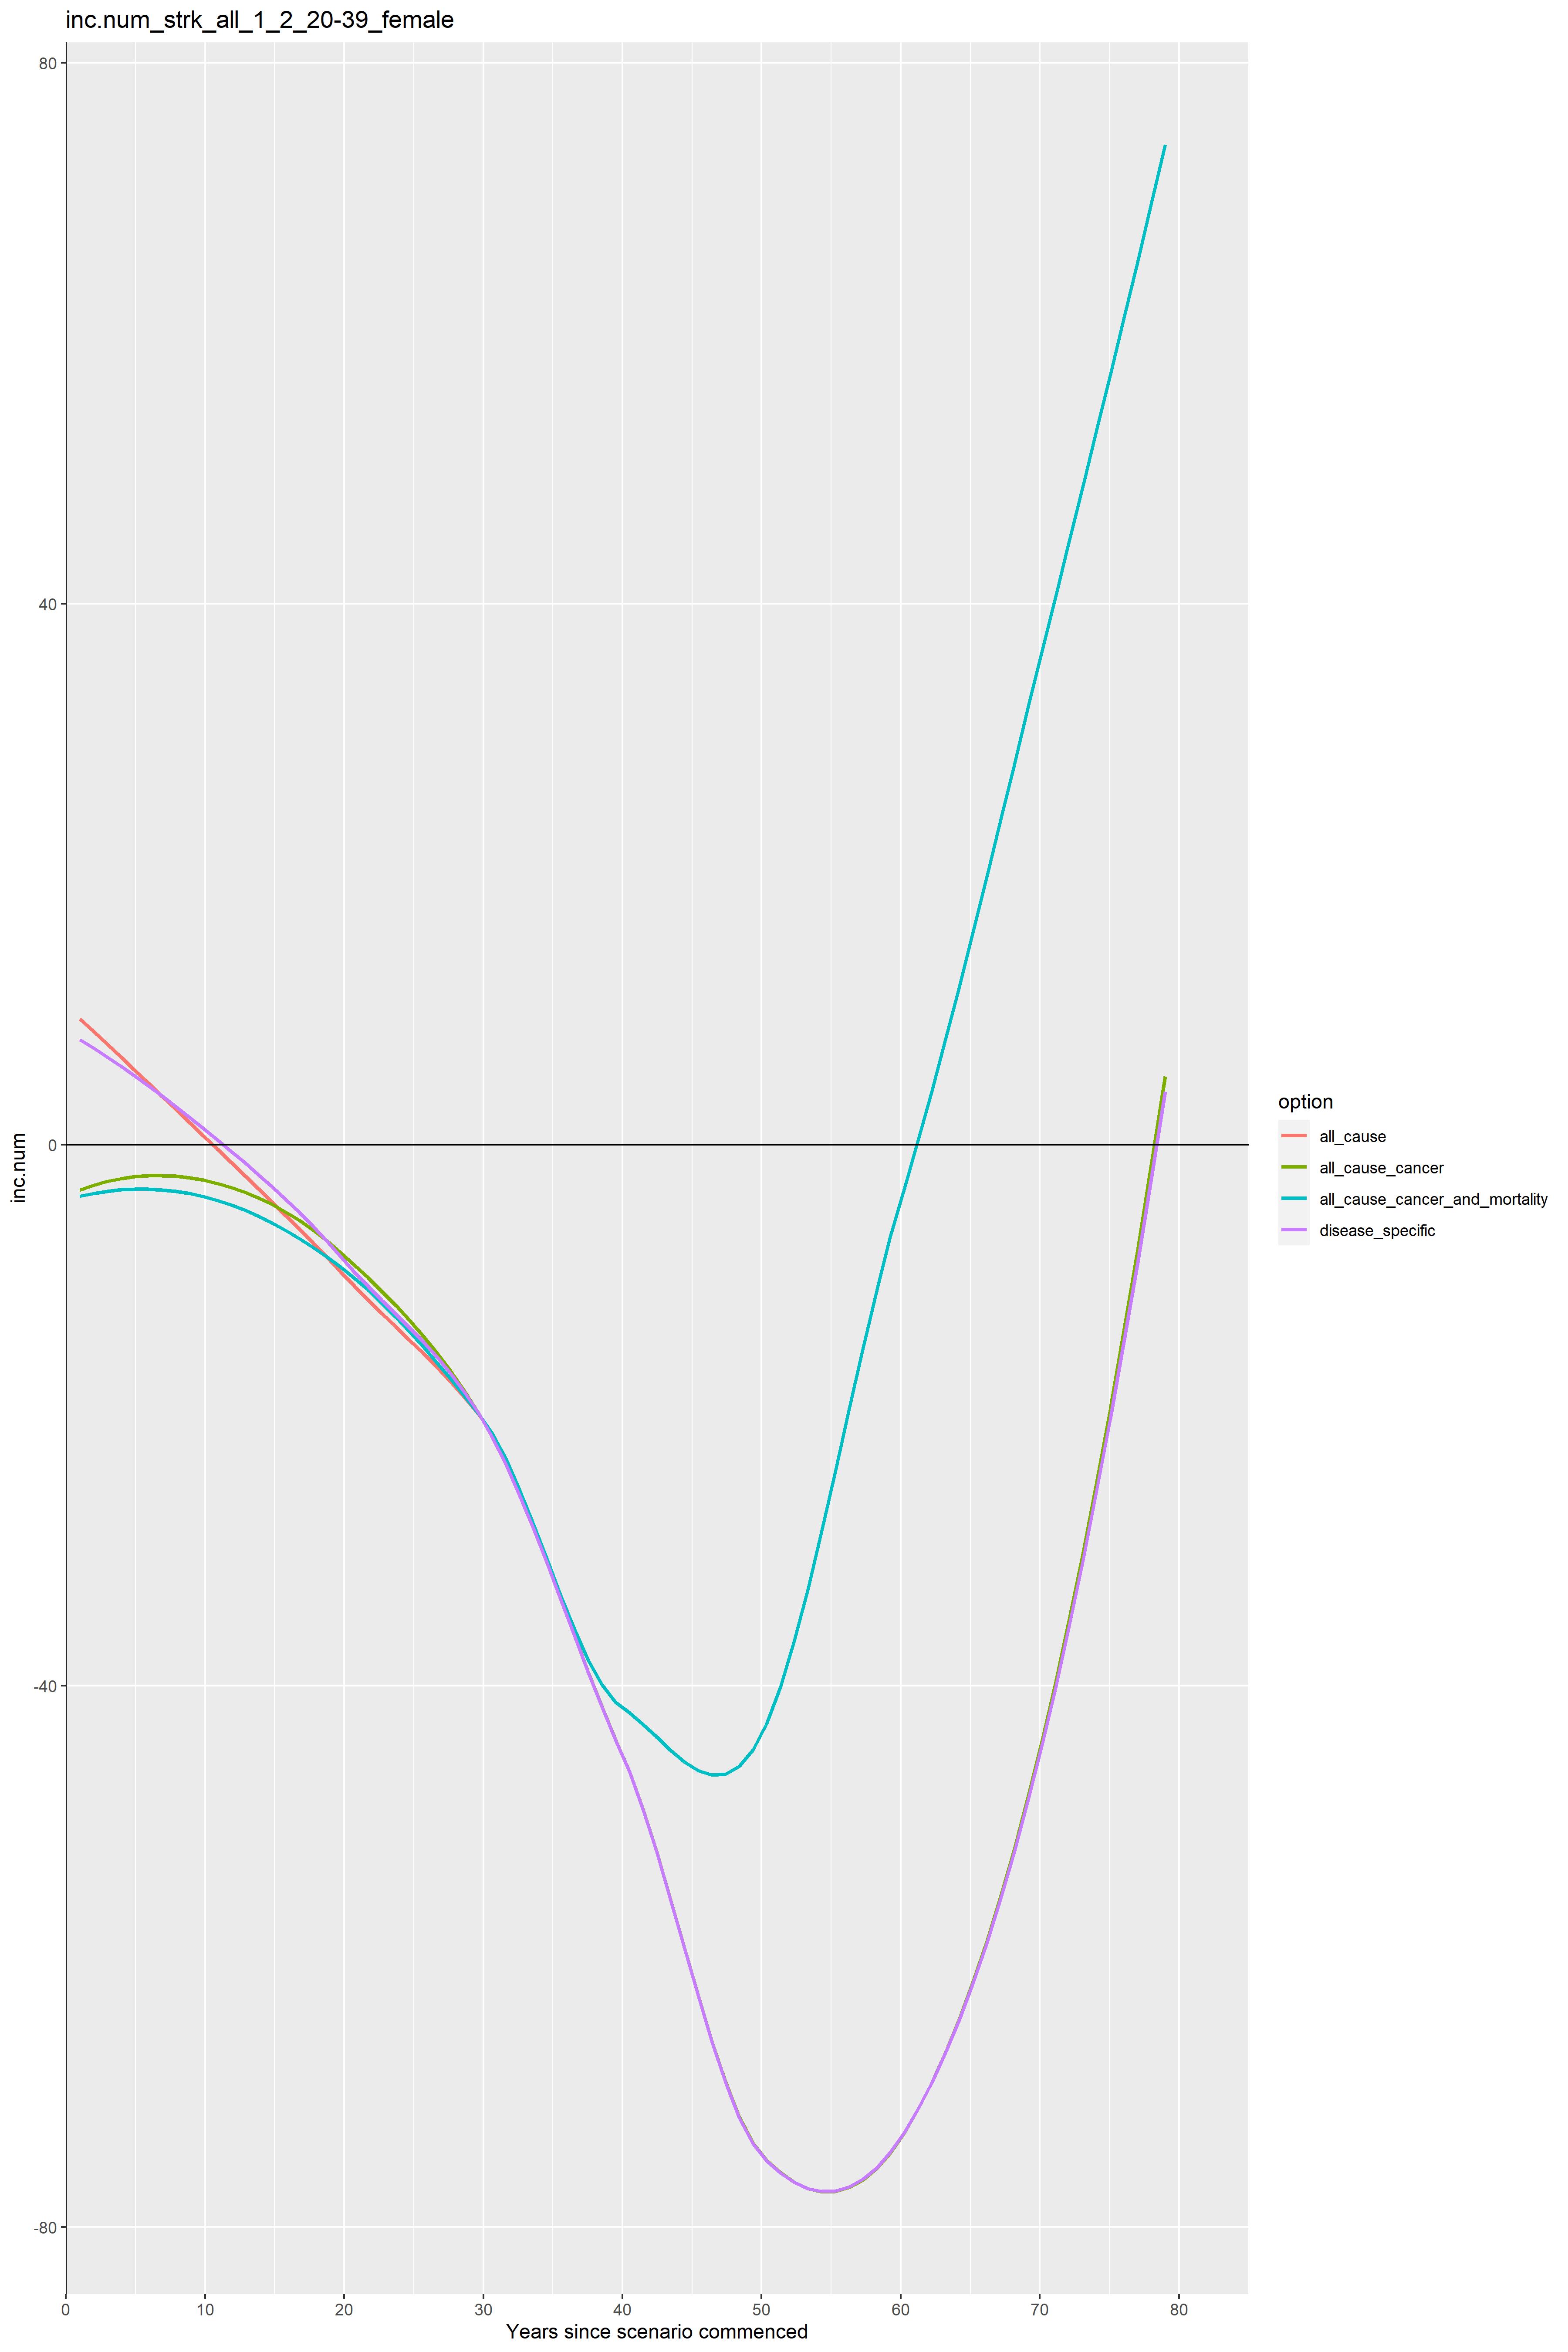 inc.num_strk_all_1_2_20-39_female
80
40
0
-40
-80
inc.num
0 10 20 30 40 50 60 70 80
Years since scenario commenced
option
all_cause
all_cause_cancer
all_cause_cancer_and_mortality
disease_specific